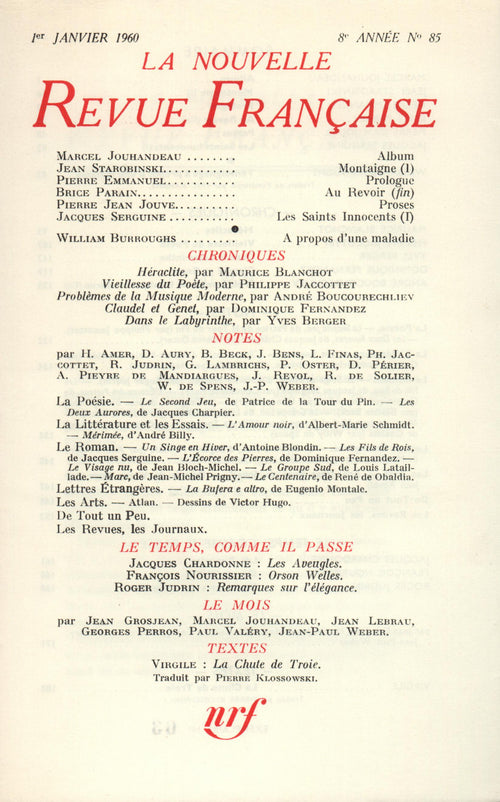 1er JANVIER 1960 8e ANNÉE No 85
LA NOUVELLE
REVUE FRANÇAISE
MARCEL JOUHANDEAU ........ Album
JEAN STAROBINSKI........... Montaigne (I)
PIERRE EMMANUEL........... Prologue
BRICE PARAIN............... Au Revoir (fin)
PIERRE JEAN JOUVE.......... Proses
JACQUES SERGUINE .......... Les Saints Innocents (I)
WILLIAM BURROUGHS ......... A propos d'une maladie
CHRONIQUES
Héraclite, par MAURICE BLANCHOT
Vieillesse du Poète, par PHILIPPE JACCOTTET
Problèmes de la Musique Moderne, par ANDRÉ BOUCOURECHLIEV
Claudel et Genet, par DOMINIQUE FERNANDEZ
Dans le Labyrinthe, par YVES BERGER
NOTES
par H. AMER, D. AURY, B. BECK, J. BENS, L. FINAS, PH. JAC-
COTTET, R. JUDRIN, G. LAMBRICHS, P. OSTER, D. PÉRIER,
A. PIEYRE DE MANDIARGUES, J. REVOL, R. DE SOLIER,
W. DE SPENS, J.-P. WEBER.
La Poésie. — Le Second Jeu, de Patrice de la Tour du Pin. — Les
Deux Aurores, de Jacques Charpier.
La Littérature et les Essais. — L'Amour noir, d'Albert-Marie Schmidt.
— Mérimée, d'André Billy.
Le Roman. — Un Singe en Hiver, d'Antoine Blondin. — Les Fils de Rois,
de Jacques Serguine. — L'Écorce des Pierres, de Dominique Fernandez. —
Le Visage nu, de Jean Bloch-Michel. — Le Groupe Sud, de Louis Latail-
lade. — Marc, de Jean-Michel Prigny. — Le Centenaire, de René de Obaldia.
Lettres Étrangères. — La Bufera e altro, de Eugenio Montale.
Les Arts. — Atlan. — Dessins de Victor Hugo.
De Tout un Peu.
Les Revues, les Journaux.
LE TEMPS, COMME IL PASSE
JACQUES CHARDONNE : Les Aveugles.
FRANÇOIS NOURISSIER : Orson Welles.
ROGER JUDRIN : Remarques sur l'élégance.
LE MOIS
par JEAN GROSJEAN, MARCEL JOUHANDEAU, JEAN LEBRAU,
GEORGES PERROS, PAUL VALÉRY, JEAN-PAUL WEBER.
TEXTES
VIRGILE : La Chute de Troie.
Traduit par PIERRE KLOSSOWSKI.
nrf